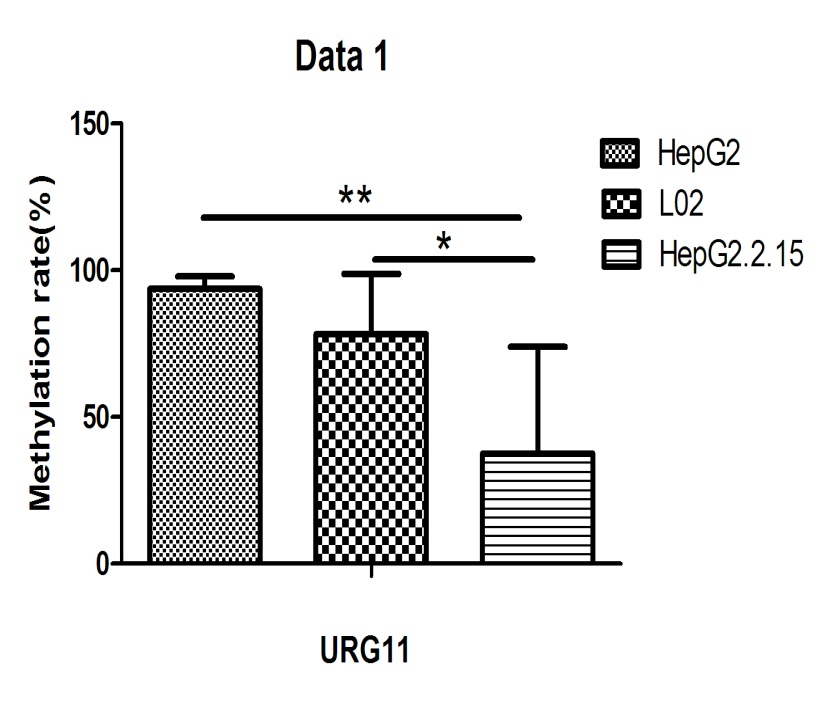 Data 1
Methylation rate(%)
150
100
50
0
**
*
HepG2
L02
HepG2.2.15
URG11